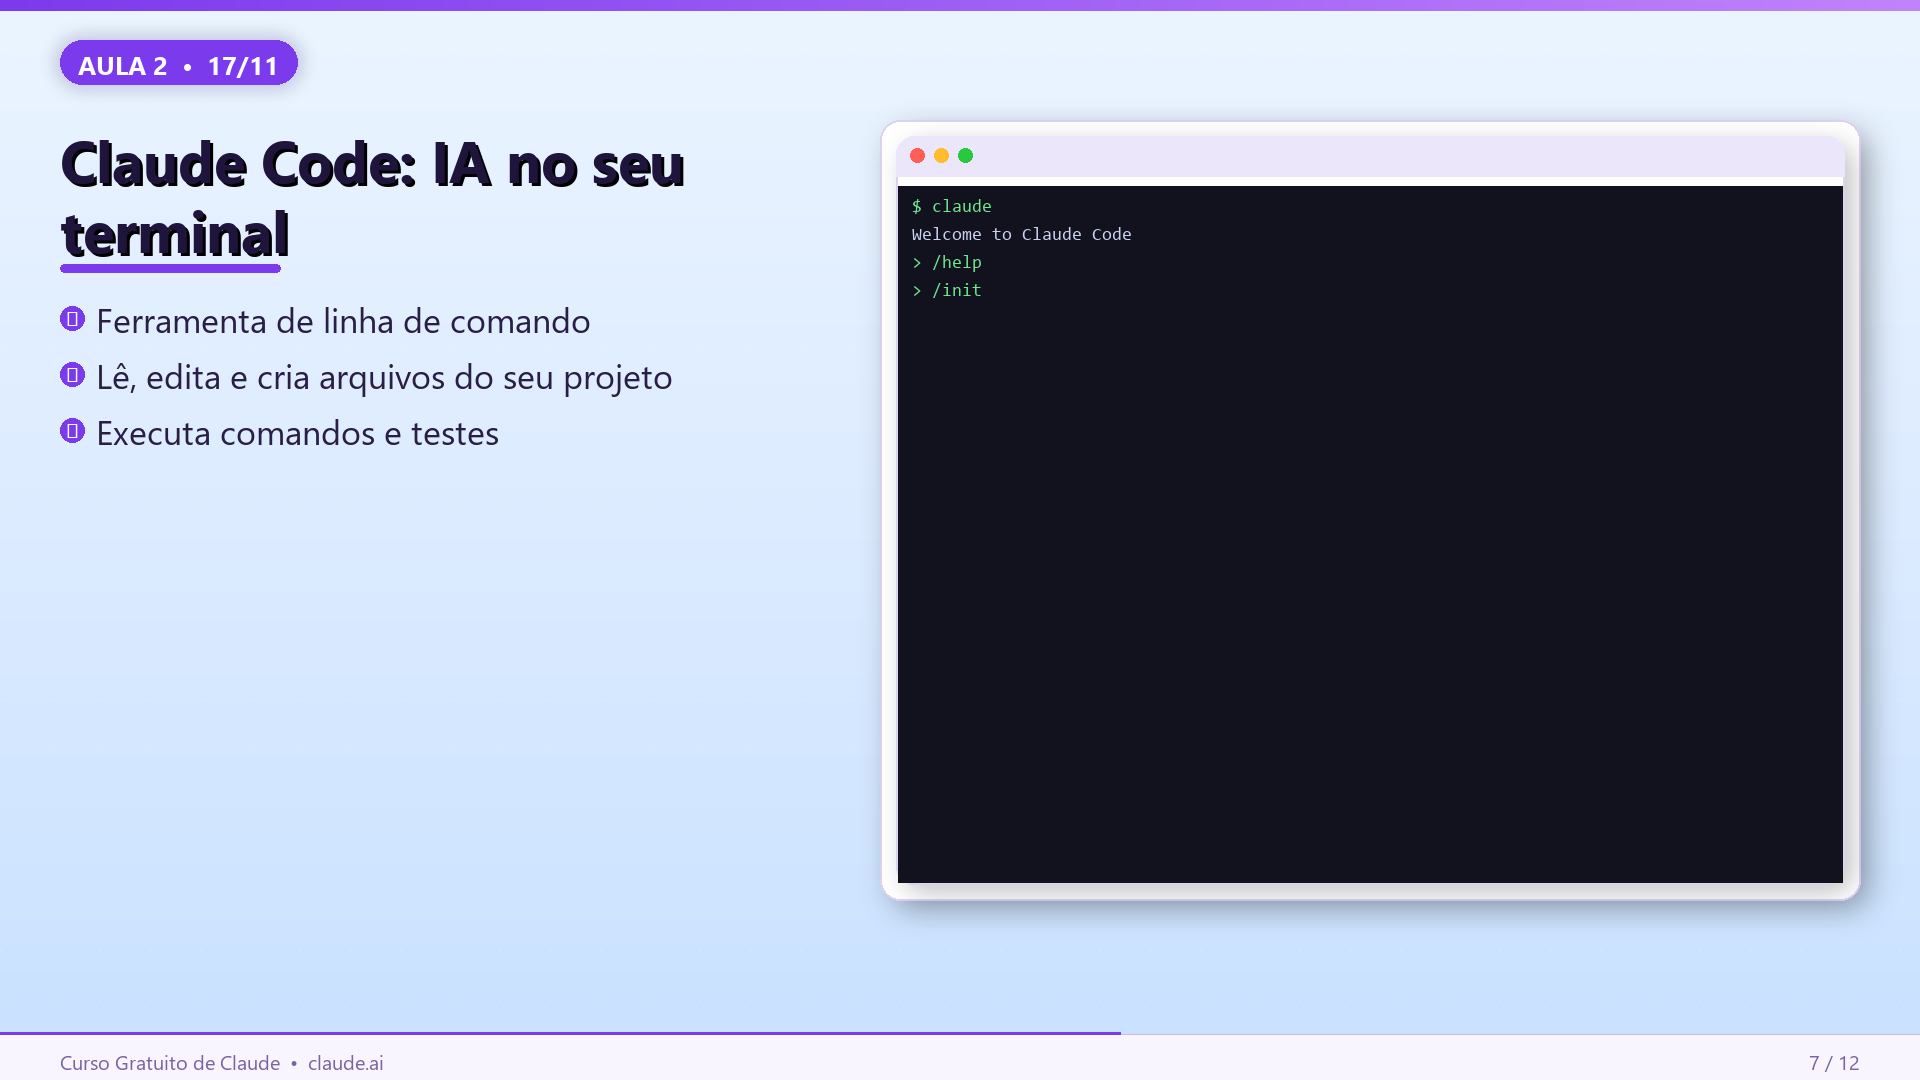 AULA 2 • 17/11
Claude Code: IA no seu
terminal
Ferramenta de linha de comando
Lê, edita e cria arquivos do seu projeto
Executa comandos e testes
$ claude
Welcome to Claude Code
> /help
> /init
Curso Gratuito de Claude • claude.ai
7 / 12